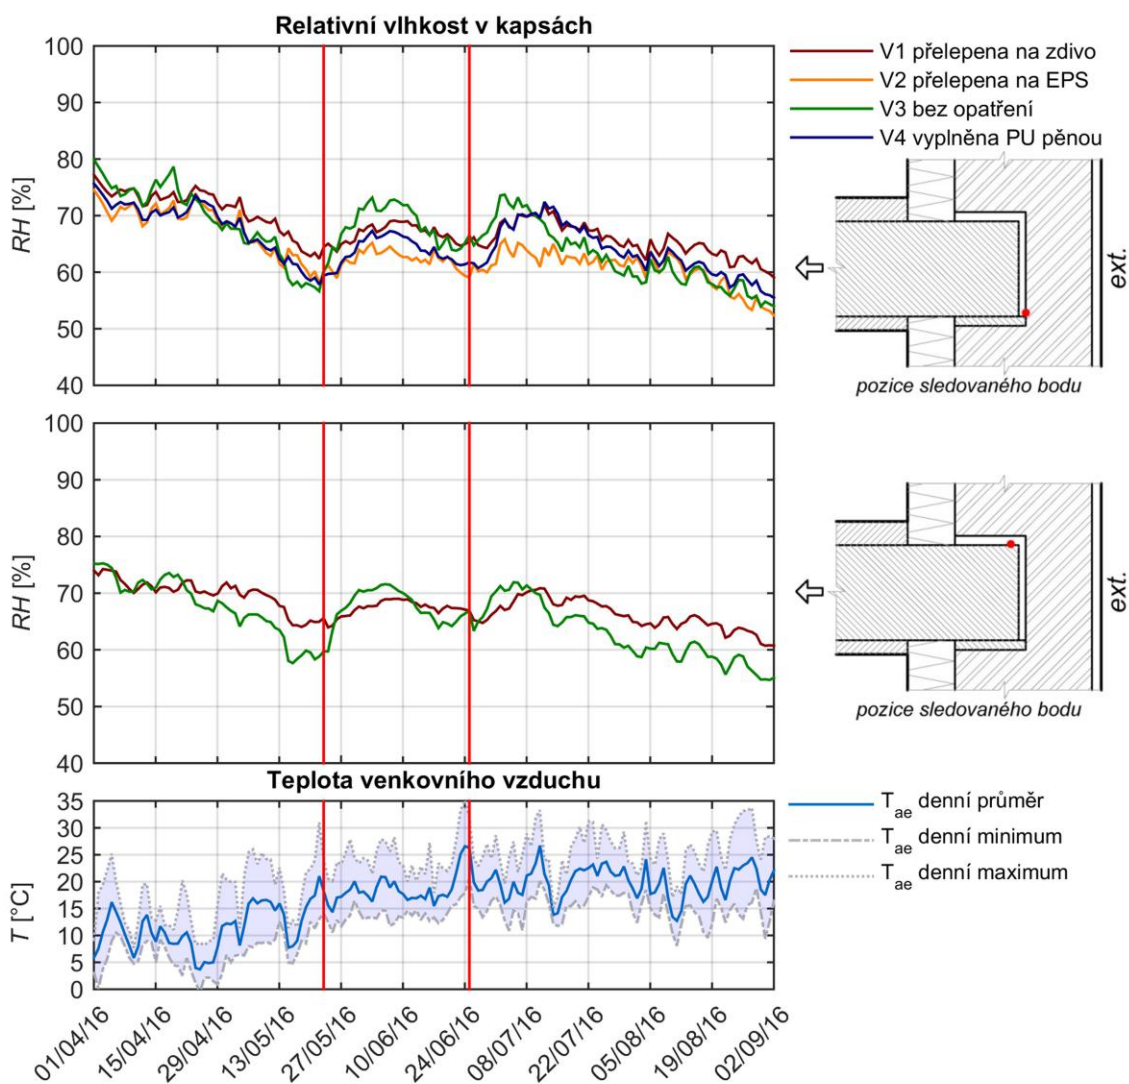 Relativní vlhkost v kapsách
100
90
80
70
60
50
40
RH [%]
V1 přelepena na zdivo
V2 přelepena na EPS
V3 bez opatření
V4 vyplněna PU pěnou
ext.
pozice sledovaného bodu
100
90
80
70
60
50
40
RH [%]
ext.
pozice sledovaného bodu
Teplota venkovního vzduchu
35
30
25
20
15
10
5
0
T [°C]
T_ae denní průměr
T_ae denní minimum
T_ae denní maximum
01/04/16
15/04/16
29/04/16
13/05/16
27/05/16
10/06/16
24/06/16
08/07/16
22/07/16
05/08/16
19/08/16
02/09/16